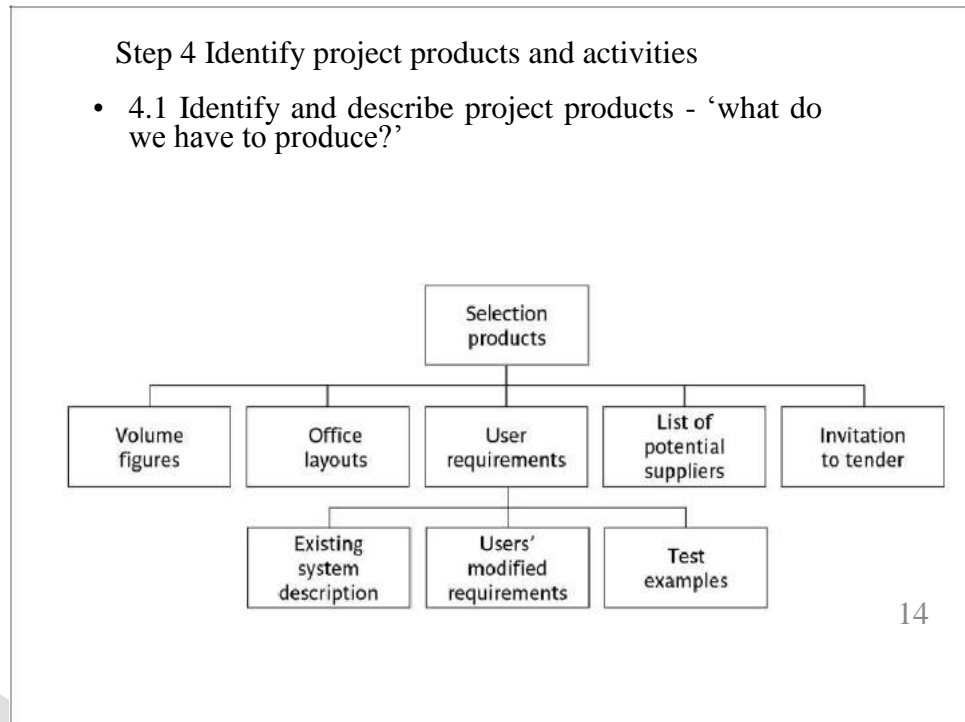 Step 4 Identify project products and activities
• 4.1 Identify and describe project products - ‘what do
we have to produce?’
Selection
products
Volume
figures
Office
layouts
User
requirements
List of
potential
suppliers
Invitation
to tender
Existing
system
description
Users’
modified
requirements
Test
examples
14